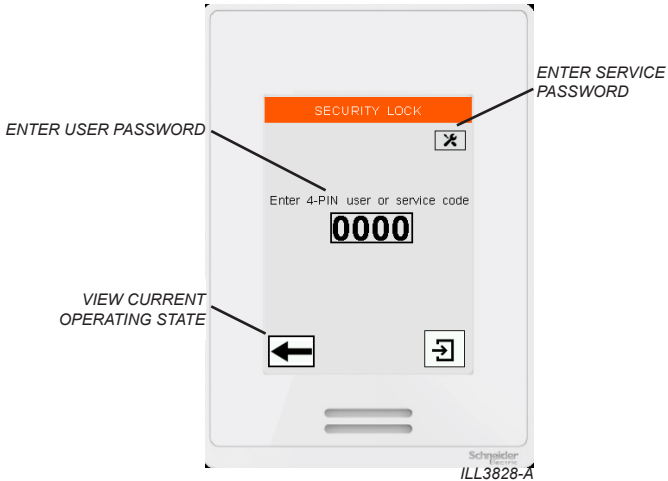 ENTER SERVICE
PASSWORD
SECURITY LOCK
ENTER USER PASSWORD
Enter 4-PIN user or service code
0000
VIEW CURRENT
OPERATING STATE
Schneider
Electric
ILL3828-A